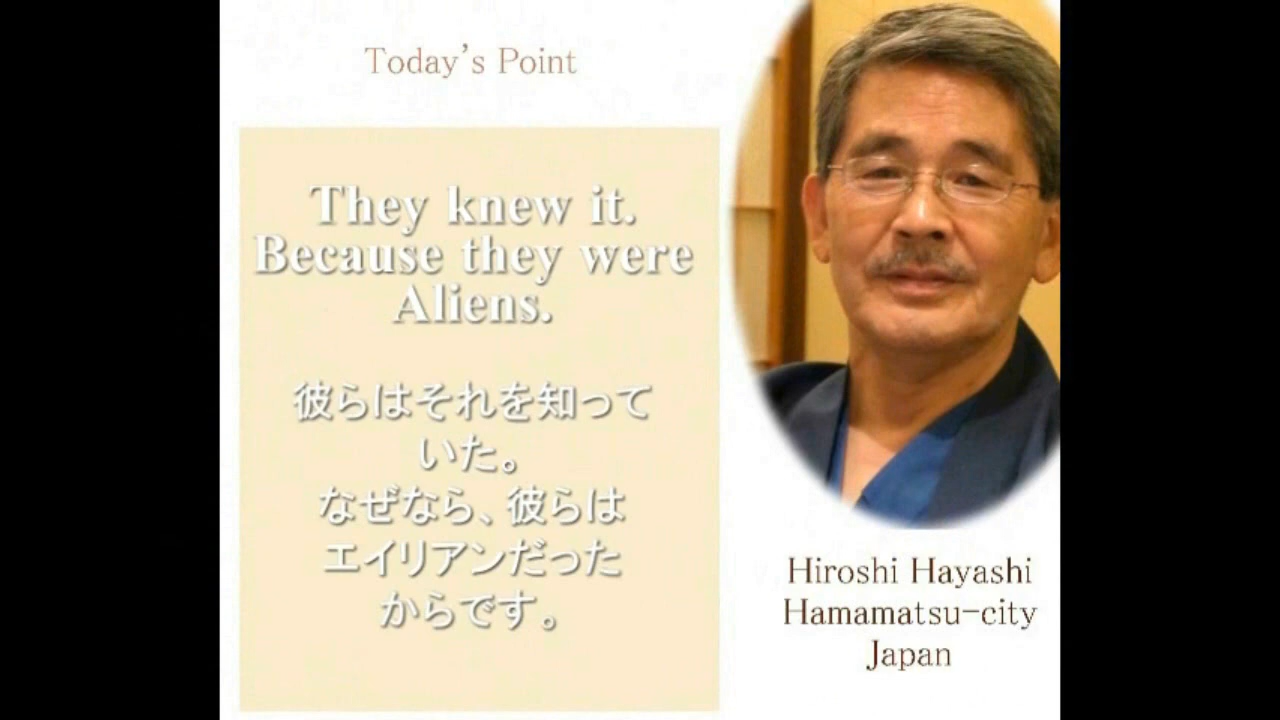 Today's Point
They knew it.
Because they were
Aliens.
彼らはそれを知って
いた。
なぜなら、彼らは
エイリアンだった
からです。
Hiroshi Hayashi
Hamamatsu-city
Japan